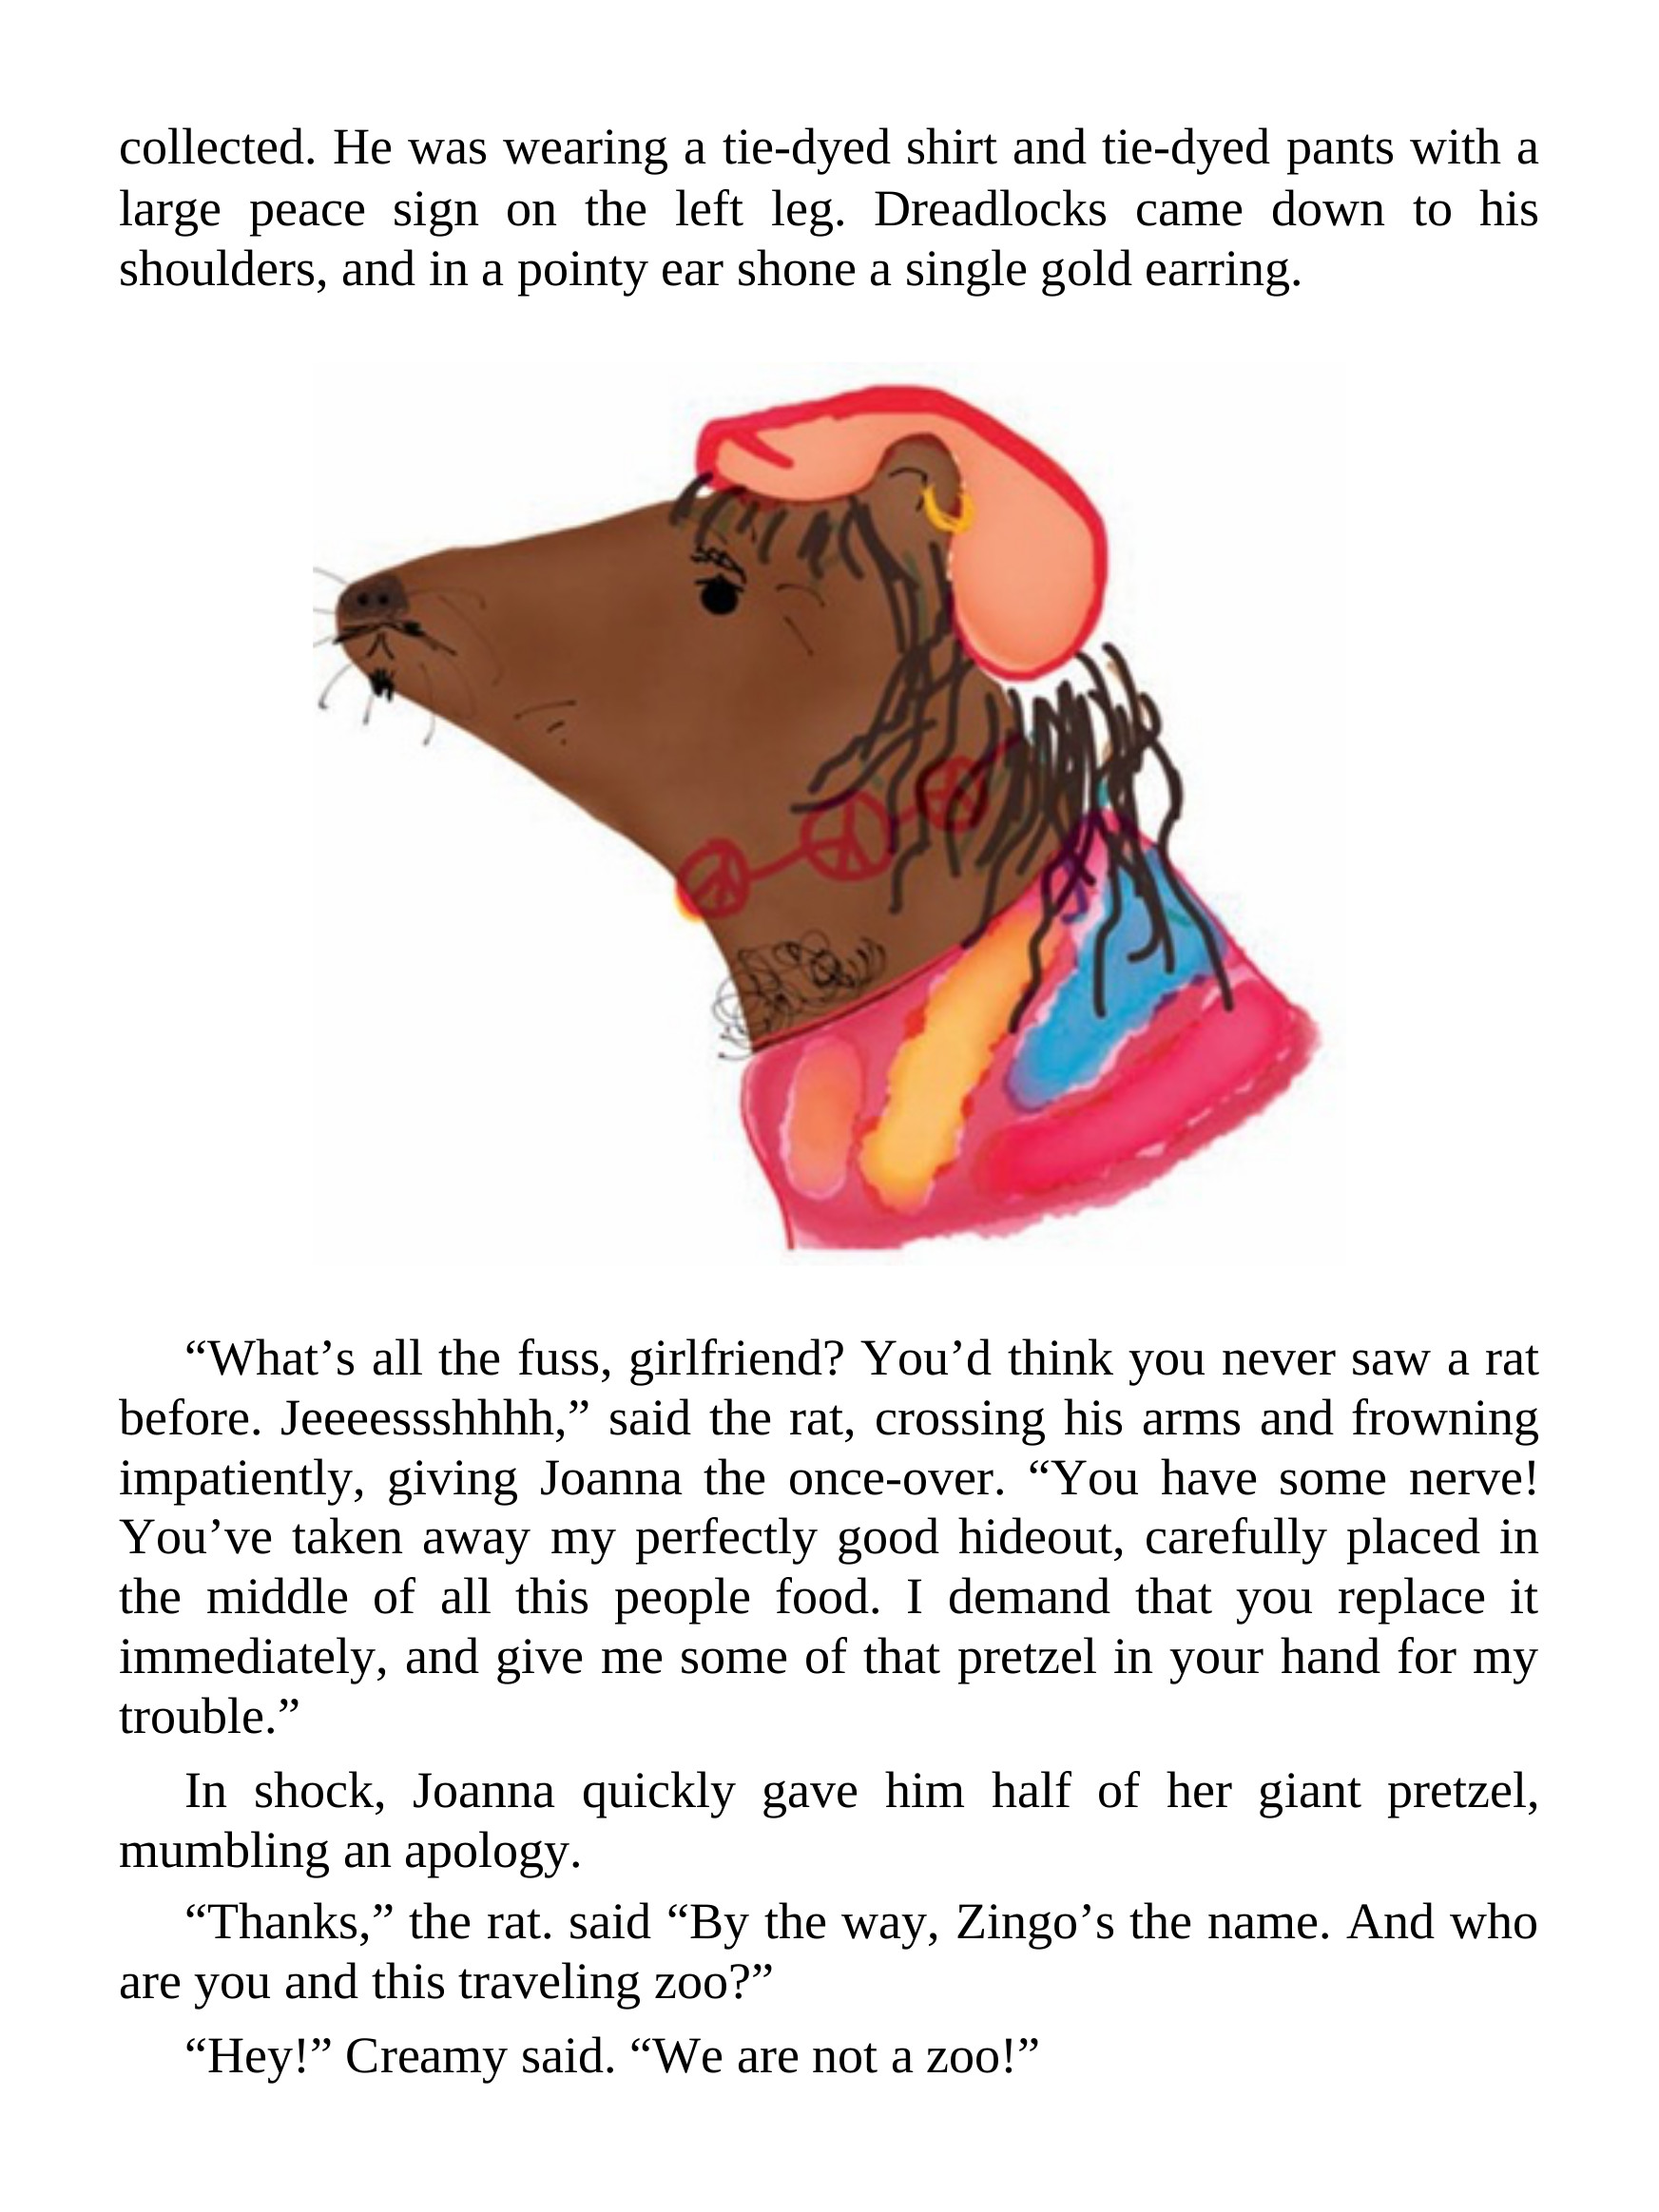 collected. He was wearing a tie-dyed shirt and tie-dyed pants with a
large peace sign on the left leg. Dreadlocks came down to his
shoulders, and in a pointy ear shone a single gold earring.
“What’s all the fuss, girlfriend? You’d think you never saw a rat
before. Jeeeessshhhh,” said the rat, crossing his arms and frowning
impatiently, giving Joanna the once-over. “You have some nerve!
You’ve taken away my perfectly good hideout, carefully placed in
the middle of all this people food. I demand that you replace it
immediately, and give me some of that pretzel in your hand for my
trouble.”
In shock, Joanna quickly gave him half of her giant pretzel,
mumbling an apology.
“Thanks,” the rat. said “By the way, Zingo’s the name. And who
are you and this traveling zoo?”
“Hey!” Creamy said. “We are not a zoo!”